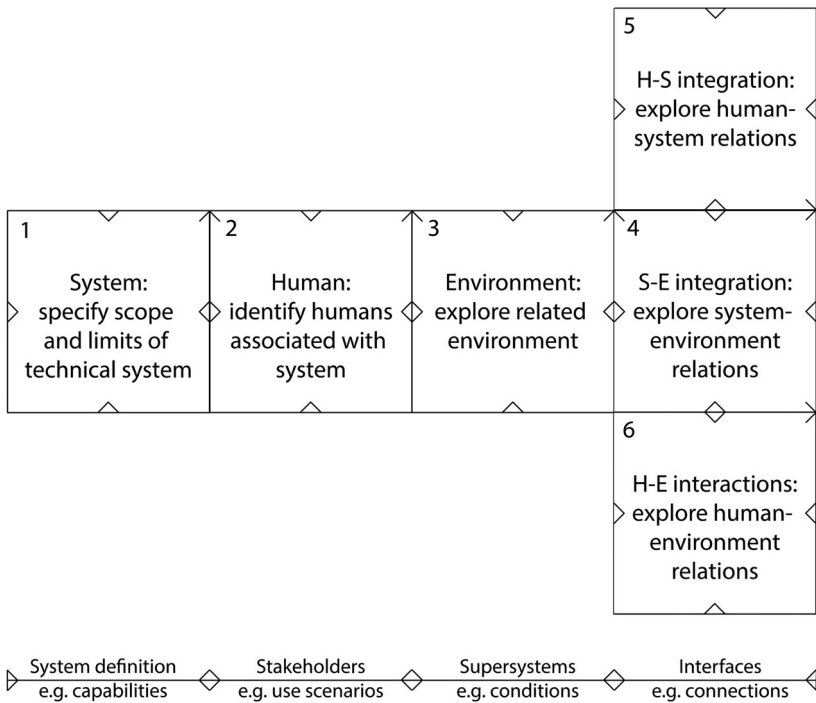 5
H-S integration:
explore human-
system relations
1
System:
specify scope
and limits of
technical system
2
Human:
identify humans
associated with
system
3
Environment:
explore related
environment
4
S-E integration:
explore system-
environment
relations
6
H-E interactions:
explore human-
environment
relations
System definition
e.g. capabilities
Stakeholders
e.g. use scenarios
Supersystems
e.g. conditions
Interfaces
e.g. connections